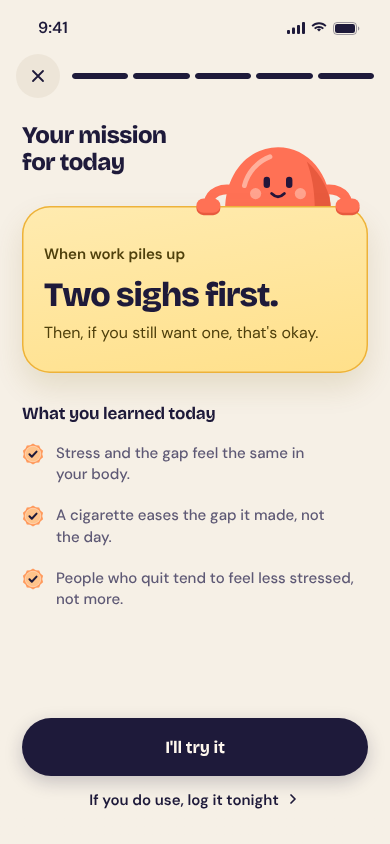 9:41
Your mission
for today
When work piles up
Two sighs first.
Then, if you still want one, that's okay.
What you learned today
Stress and the gap feel the same in
your body.
A cigarette eases the gap it made, not
the day.
People who quit tend to feel less stressed,
not more.
I'll try it
If you do use, log it tonight